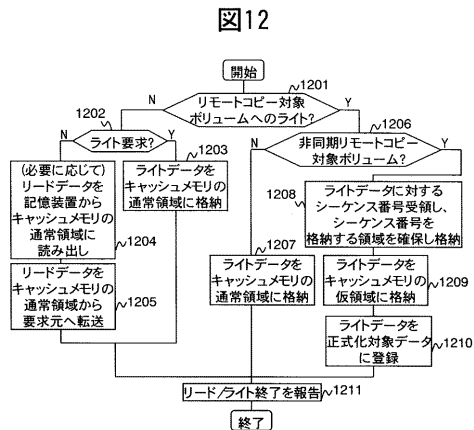 図12
開始
1201
リモートコピー対象
ボリュームへのライト?
N
Y
1202
ライト要求?
N
Y
1203
ライトデータを
キャッシュメモリの
通常領域に格納
(必要に応じて)
リードデータを
記憶装置から
キャッシュメモリの
通常領域に
読み出し
1204
リードデータを
キャッシュメモリの
通常領域から
要求元へ転送
1205
1206
非同期リモートコピー
対象ボリューム?
N
Y
1207
ライトデータを
キャッシュメモリの
通常領域に格納
1208
ライトデータに対する
シーケンス番号受領し、
シーケンス番号を
格納する領域を確保し格納
ライトデータを
キャッシュメモリの
仮領域に格納
1209
ライトデータを
正式化対象データ
に登録
1210
リード/ライト終了を報告
1211
終了